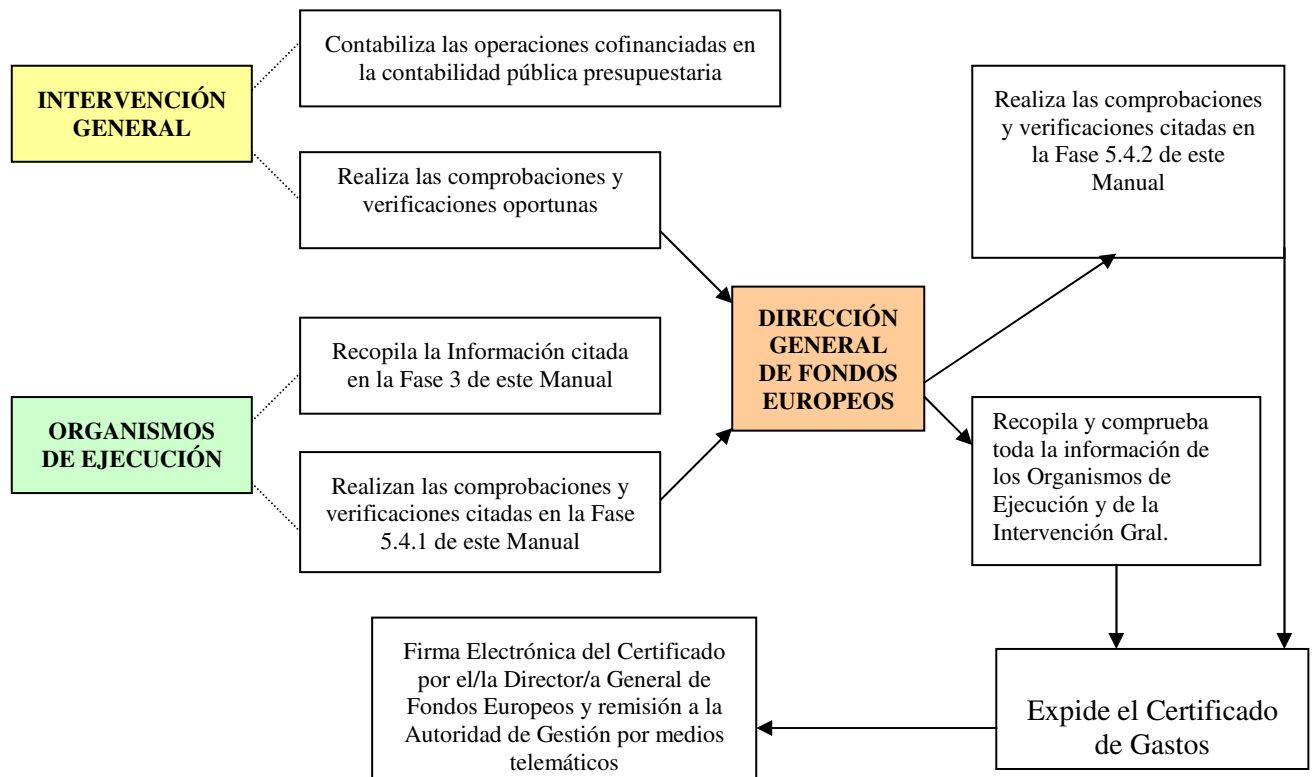 Contabiliza las operaciones cofinanciadas en
la contabilidad pública presupuestaria
INTERVENCIÓN
GENERAL
Realiza las comprobaciones y
verificaciones oportunas
Realiza las comprobaciones
y verificaciones citadas en
la Fase 5.4.2 de este
Manual
DIRECCIÓN
GENERAL
DE FONDOS
EUROPEOS
Recopila la Información citada
en la Fase 3 de este Manual
ORGANISMOS
DE EJECUCIÓN
Realizan las comprobaciones y
verificaciones citadas en la Fase
5.4.1 de este Manual
Recopila y comprueba
toda la información de
los Organismos de
Ejecución y de la
Intervención Gral.
Firma Electrónica del Certificado
por el/la Director/a General de
Fondos Europeos y remisión a la
Autoridad de Gestión por medios
telemáticos
Expide el Certificado
de Gastos